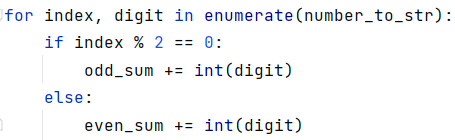 for index, digit in enumerate(number_to_str):
    if index % 2 == 0:
        odd_sum += int(digit)
    else:
        even_sum += int(digit)